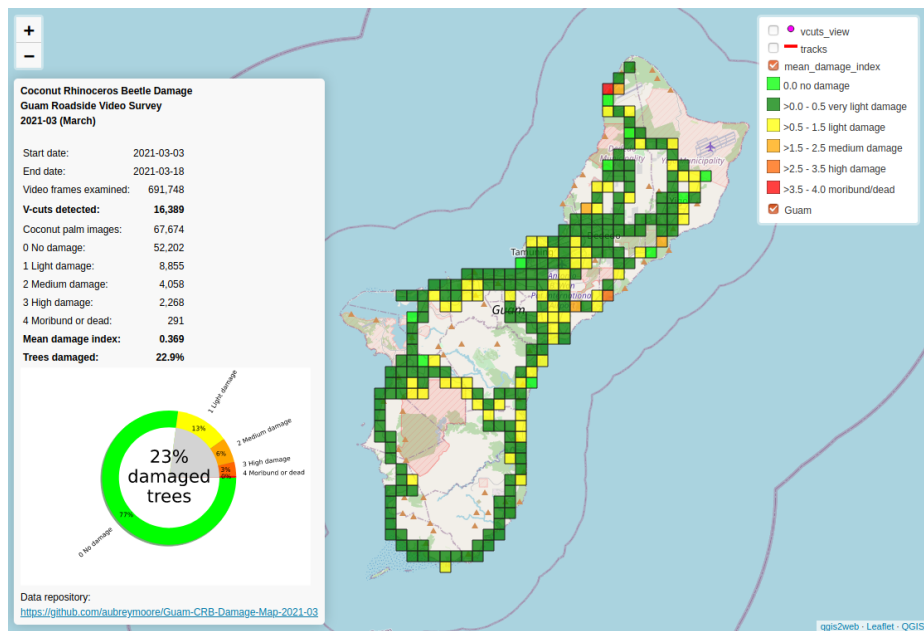 +
−
Coconut Rhinoceros Beetle Damage
Guam Roadside Video Survey
2021-03 (March)
Start date: 2021-03-03
End date: 2021-03-18
Video frames examined: 691,748
V-cuts detected: 16,389
Coconut palm images: 67,674
0 No damage: 52,202
1 Light damage: 8,855
2 Medium damage: 4,058
3 High damage: 2,268
4 Moribund or dead: 291
Mean damage index: 0.369
Trees damaged: 22.9%
1 Light damage
13%
2 Medium damage
6%
3 High damage
3%
4 Moribund or dead
0%
23%
damaged
trees
77%
0 No damage
Data repository:
https://github.com/aubreymoore/Guam-CRB-Damage-Map-2021-03
vcuts_view
tracks
mean_damage_index
0.0 no damage
>0.0 - 0.5 very light damage
>0.5 - 1.5 light damage
>1.5 - 2.5 medium damage
>2.5 - 3.5 high damage
>3.5 - 4.0 moribund/dead
Guam
Guam
qgis2web · Leaflet · QGIS